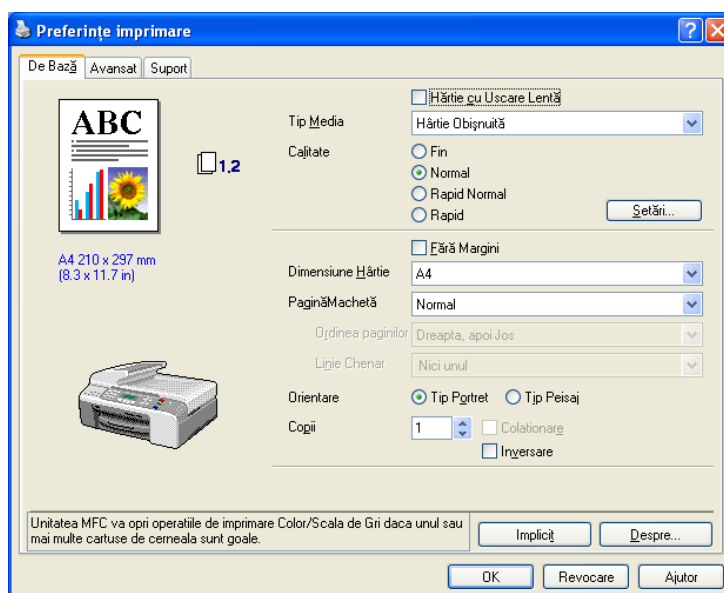 Preferințe imprimare
De Bază Avansat Suport
ABC
1.2
A4 210 x 297 mm
(8.3 x 11.7 in)
Hărtie cu Uscare Lentă
Tip Media Hârtie Obişnuită
Calitate Fin
Normal
Rapid Normal
Rapid
Setări...
Fără Margini
Dimensiune Hârtie A4
PaginăMachetă Normal
Ordinea paginilor Dreapta, apoi Jos
Linie Chenar Nici unul
Orientare Tip Portret Tip Peisaj
Copii 1 Colationare
Inversare
Unitatea MFC va opri operatiile de imprimare Color/Scala de Gri daca unul sau
mai multe cartuse de cerneala sunt goale.
Implicit Despre...
OK Revocare Ajutor